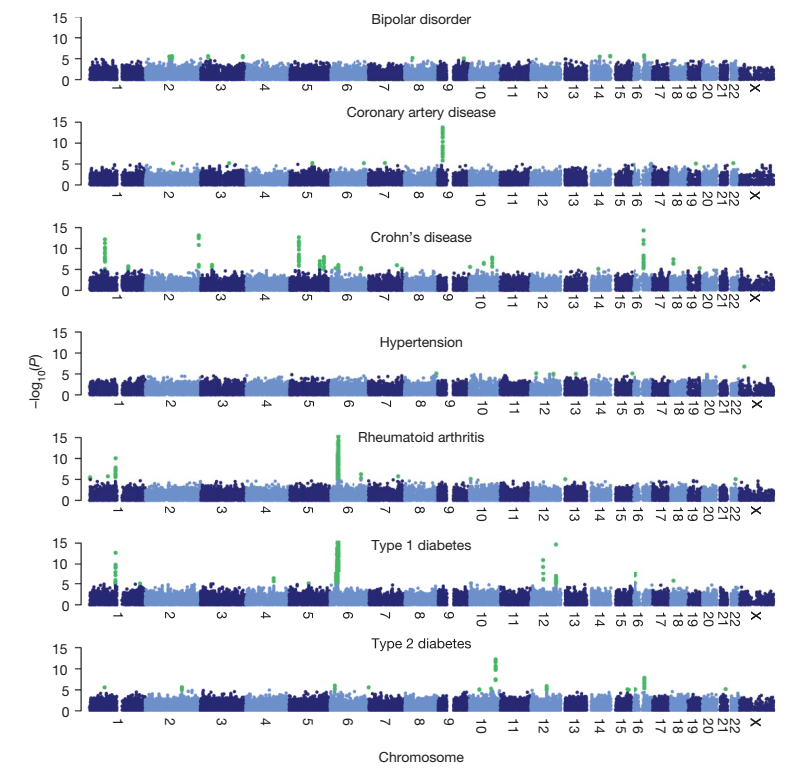 Bipolar disorder
15
10
5
0
1 2 3 4 5 6 7 8 9 10 11 12 13 14 15 16 17 18 19 20 21 22 X
Coronary artery disease
15
10
5
0
1 2 3 4 5 6 7 8 9 10 11 12 13 14 15 16 17 18 19 20 21 22 X
Crohn's disease
15
10
5
0
1 2 3 4 5 6 7 8 9 10 11 12 13 14 15 16 17 18 19 20 21 22 X
Hypertension
15
10
5
0
1 2 3 4 5 6 7 8 9 10 11 12 13 14 15 16 17 18 19 20 21 22 X
−log10(P)
Rheumatoid arthritis
15
10
5
0
1 2 3 4 5 6 7 8 9 10 11 12 13 14 15 16 17 18 19 20 21 22 X
Type 1 diabetes
15
10
5
0
1 2 3 4 5 6 7 8 9 10 11 12 13 14 15 16 17 18 19 20 21 22 X
Type 2 diabetes
15
10
5
0
1 2 3 4 5 6 7 8 9 10 11 12 13 14 15 16 17 18 19 20 21 22 X
Chromosome